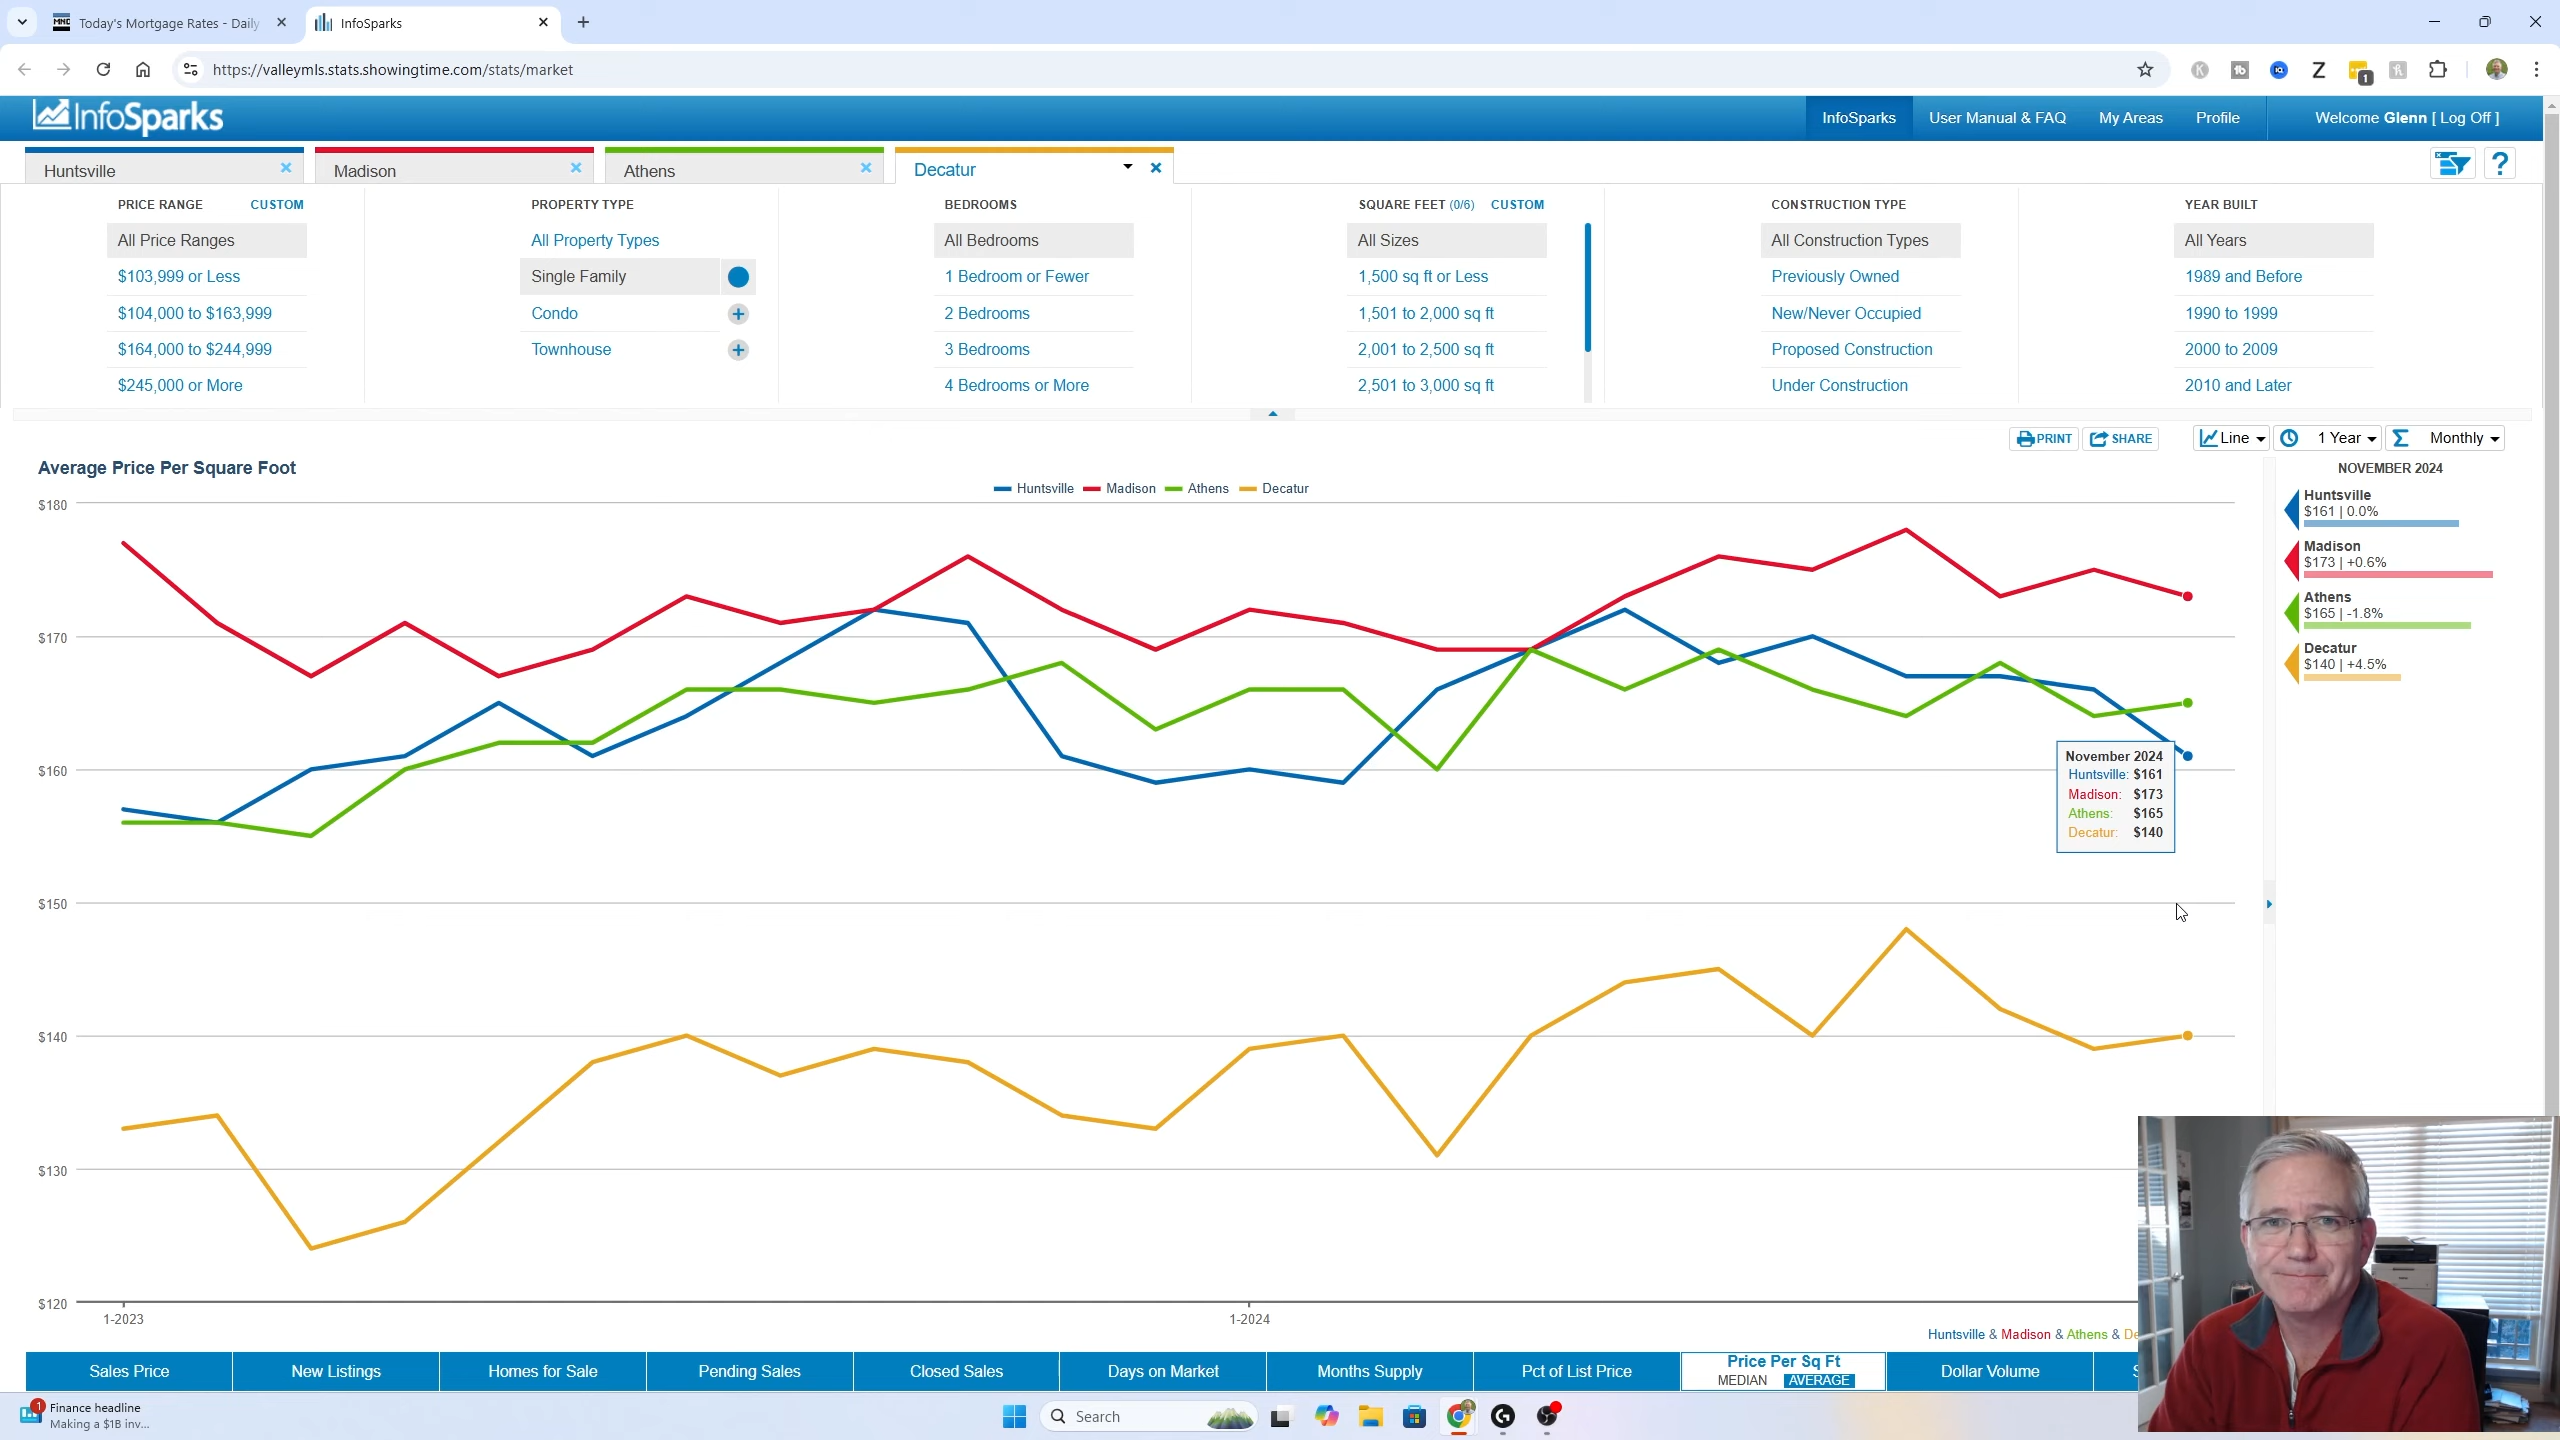 Today's Mortgage Rates - Daily
InfoSparks
https://valleymls.stats.showingtime.com/stats/market
1
InfoSparks
InfoSparks
User Manual & FAQ
My Areas
Profile
Welcome Glenn [ Log Off ]
Huntsville
Madison
Athens
Decatur
?
PRICE RANGE CUSTOM
All Price Ranges
$103,999 or Less
$104,000 to $163,999
$164,000 to $244,999
$245,000 or More
PROPERTY TYPE
All Property Types
Single Family
Condo
Townhouse
BEDROOMS
All Bedrooms
1 Bedroom or Fewer
2 Bedrooms
3 Bedrooms
4 Bedrooms or More
SQUARE FEET (0/6) CUSTOM
All Sizes
1,500 sq ft or Less
1,501 to 2,000 sq ft
2,001 to 2,500 sq ft
2,501 to 3,000 sq ft
CONSTRUCTION TYPE
All Construction Types
Previously Owned
New/Never Occupied
Proposed Construction
Under Construction
YEAR BUILT
All Years
1989 and Before
1990 to 1999
2000 to 2009
2010 and Later
PRINT
SHARE
Line
1 Year
Monthly
Average Price Per Square Foot
Huntsville Madison Athens Decatur
$180
$170
$160
$150
$140
$130
$120
1-2023
1-2024
November 2024
Huntsville: $161
Madison: $173
Athens: $165
Decatur: $140
NOVEMBER 2024
Huntsville
$161 | 0.0%
Madison
$173 | +0.6%
Athens
$165 | -1.8%
Decatur
$140 | +4.5%
Huntsville & Madison & Athens & De
Sales Price
New Listings
Homes for Sale
Pending Sales
Closed Sales
Days on Market
Months Supply
Pct of List Price
Price Per Sq Ft
MEDIAN AVERAGE
Dollar Volume
S
1
Finance headline
Making a $1B inv...
Search